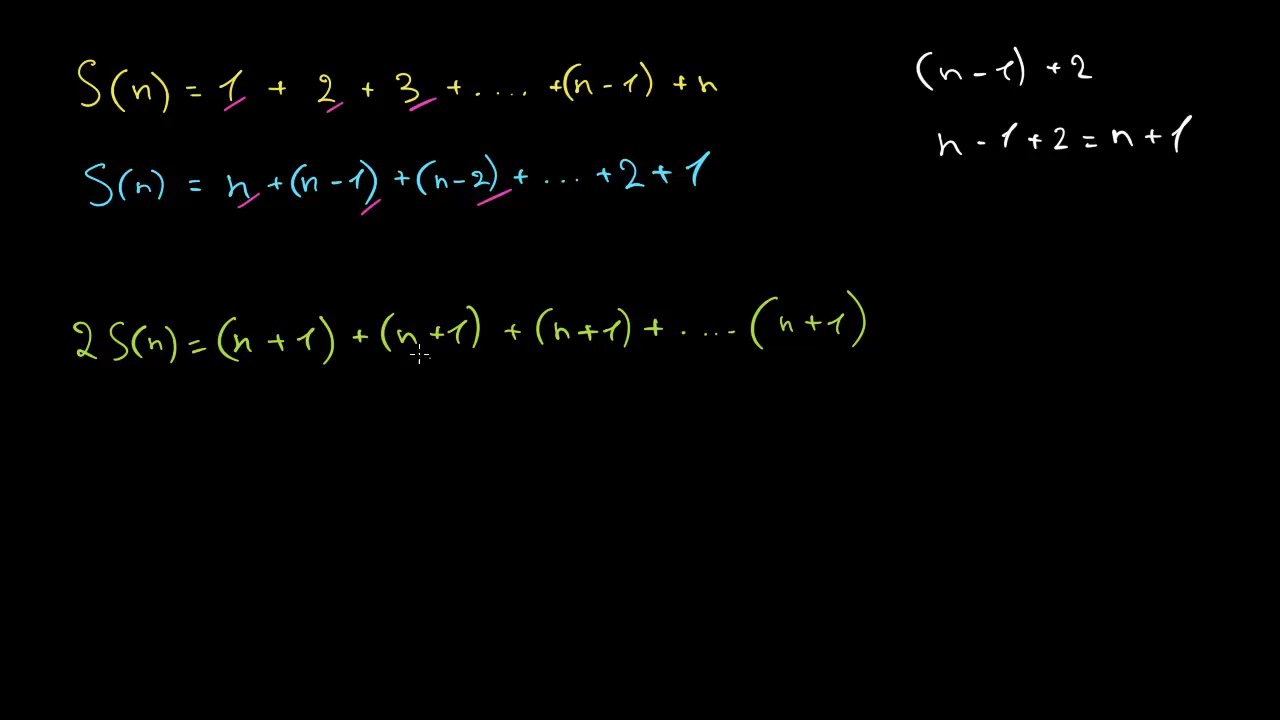 S(n) = 1 + 2 + 3 + .... +(n-1) + n
(n-1) + 2
n - 1 + 2 = n + 1
S(n) = n +(n-1) +(n-2) + ... + 2 + 1
2 S(n) = (n + 1) + (n + 1) + (n + 1) + .... (n + 1)